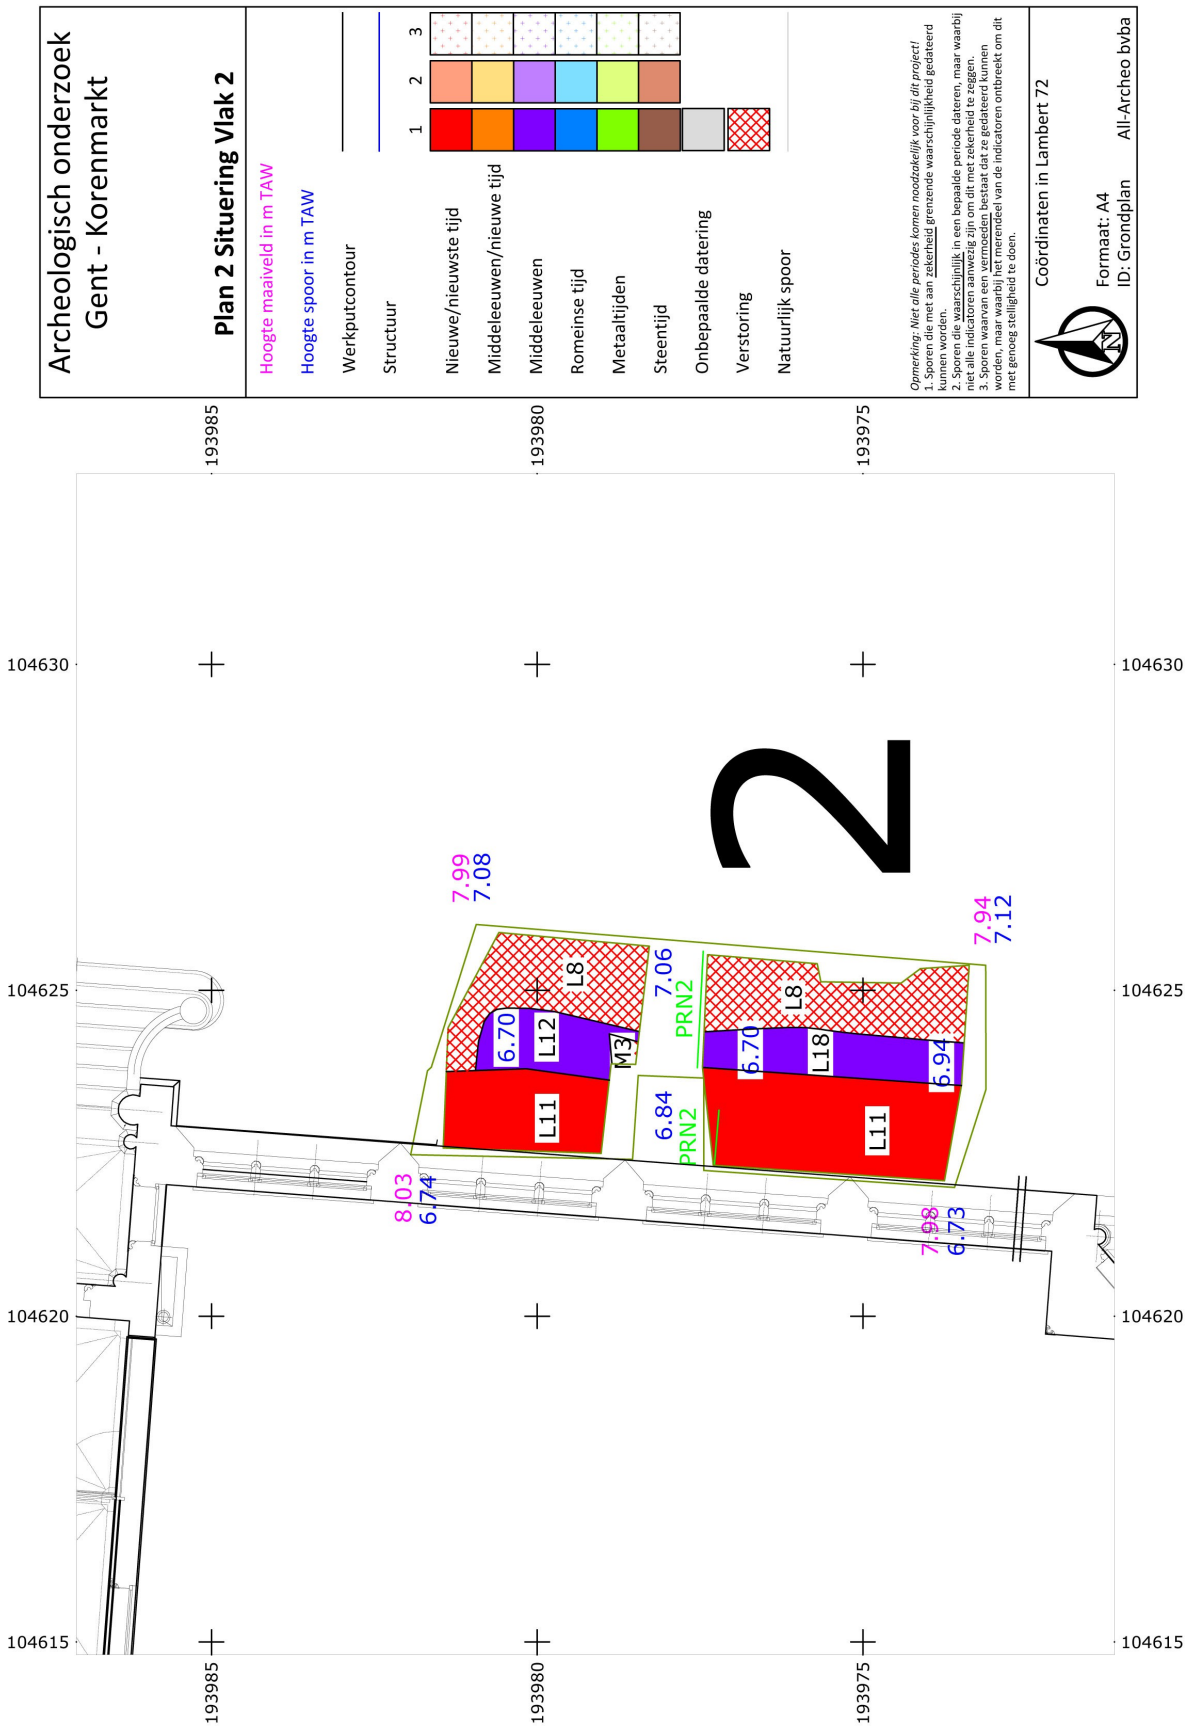 Archeologisch onderzoek
Gent - Korenmarkt
Plan 2 Situering Vlak 2
Hoogte maaiveld in m TAW
Hoogte spoor in m TAW
Werkputcontour
Structuur
1 2 3
Nieuwe/nieuwste tijd
Middeleeuwen/nieuwe tijd
Middeleeuwen
Romeinse tijd
Metaaltijden
Steentijd
Onbepaalde datering
Verstoring
Natuurlijk spoor
Opmerking: Niet alle periodes komen noodzakelijk voor bij dit project!
1. Sporen die met aan zekerheid grenzende waarschijnlijkheid gedateerd
kunnen worden.
2. Sporen die waarschijnlijk in een bepaalde periode dateren, maar waarbij
niet alle indicatoren aanwezig zijn om dit met zekerheid te zeggen.
3. Sporen waarvan een vermoeden bestaat dat ze gedateerd kunnen
worden, maar waarbij het merendeel van de indicatoren ontbreekt om dit
met genoeg stelligheid te doen.
N
Coördinaten in Lambert 72
Formaat: A4
ID: Grondplan All-Archeo bvba
193985
193980
193975
104630
104630
104625
104625
104620
104620
104615
104615
193985
193980
193975
2
7.99
7.08
7.94
7.12
8.03
6.74
7.98
6.73
L8
6.70
L12
M3
L11
7.06
PRN2
6.84
PRN2
L8
6.70
L18
6.94
L11